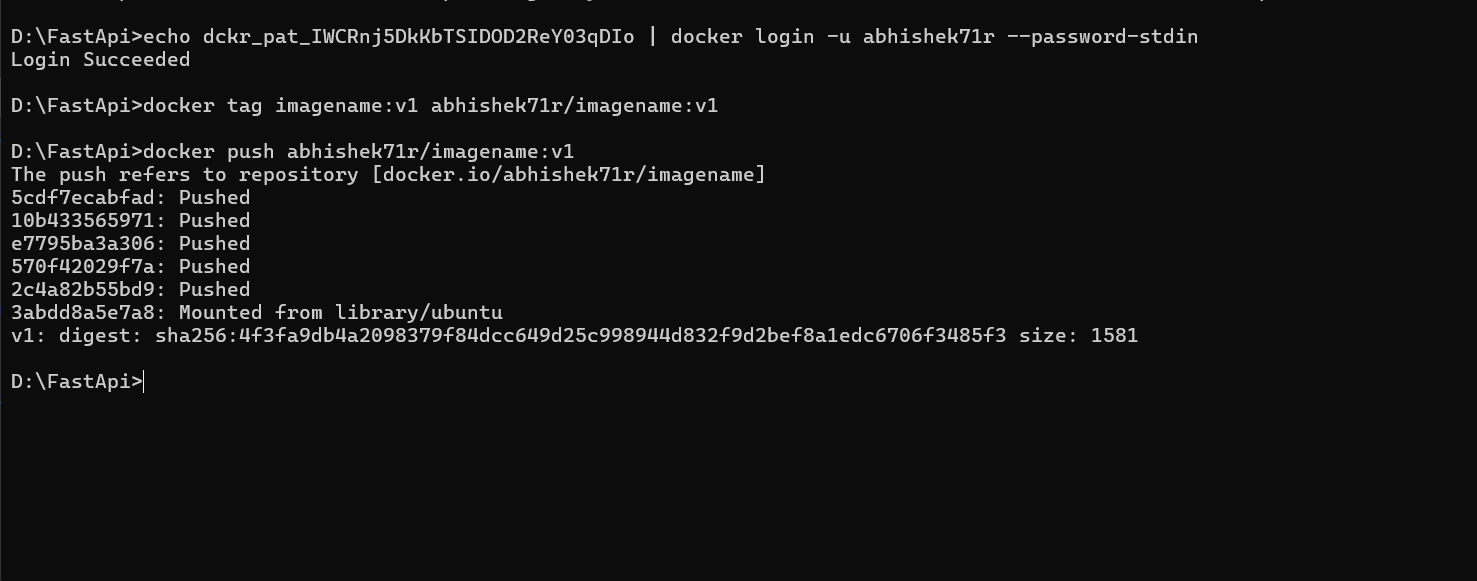 D:\FastApi>echo dckr_pat_IWCRnj5DkKbTSIDOD2ReY03qDIo | docker login -u abhishek71r --password-stdin
Login Succeeded
D:\FastApi>docker tag imagename:v1 abhishek71r/imagename:v1
D:\FastApi>docker push abhishek71r/imagename:v1
The push refers to repository [docker.io/abhishek71r/imagename]
5cdf7ecabfad: Pushed
10b433565971: Pushed
e7795ba3a306: Pushed
570f42029f7a: Pushed
2c4a82b55bd9: Pushed
3abdd8a5e7a8: Mounted from library/ubuntu
v1: digest: sha256:4f3fa9db4a2098379f84dcc649d25c998944d832f9d2bef8a1edc6706f3485f3 size: 1581
D:\FastApi>